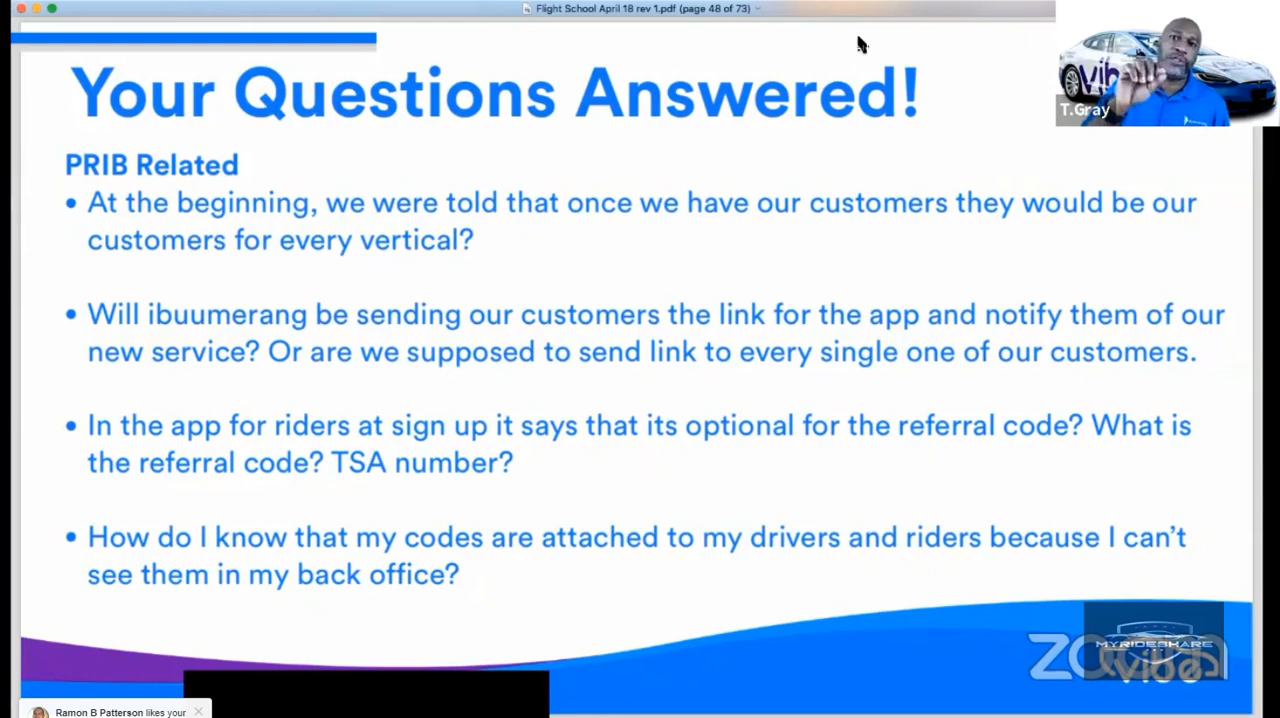 Flight School April 18 rev 1.pdf (page 48 of 73)
Your Questions Answered!
T.Gray
PRIB Related
• At the beginning, we were told that once we have our customers they would be our
customers for every vertical?
• Will ibuumerang be sending our customers the link for the app and notify them of our
new service? Or are we supposed to send link to every single one of our customers.
• In the app for riders at sign up it says that its optional for the referral code? What is
the referral code? TSA number?
• How do I know that my codes are attached to my drivers and riders because I can't
see them in my back office?
zoom
MYRIDESHARE
vibe
Ramon B Patterson likes your